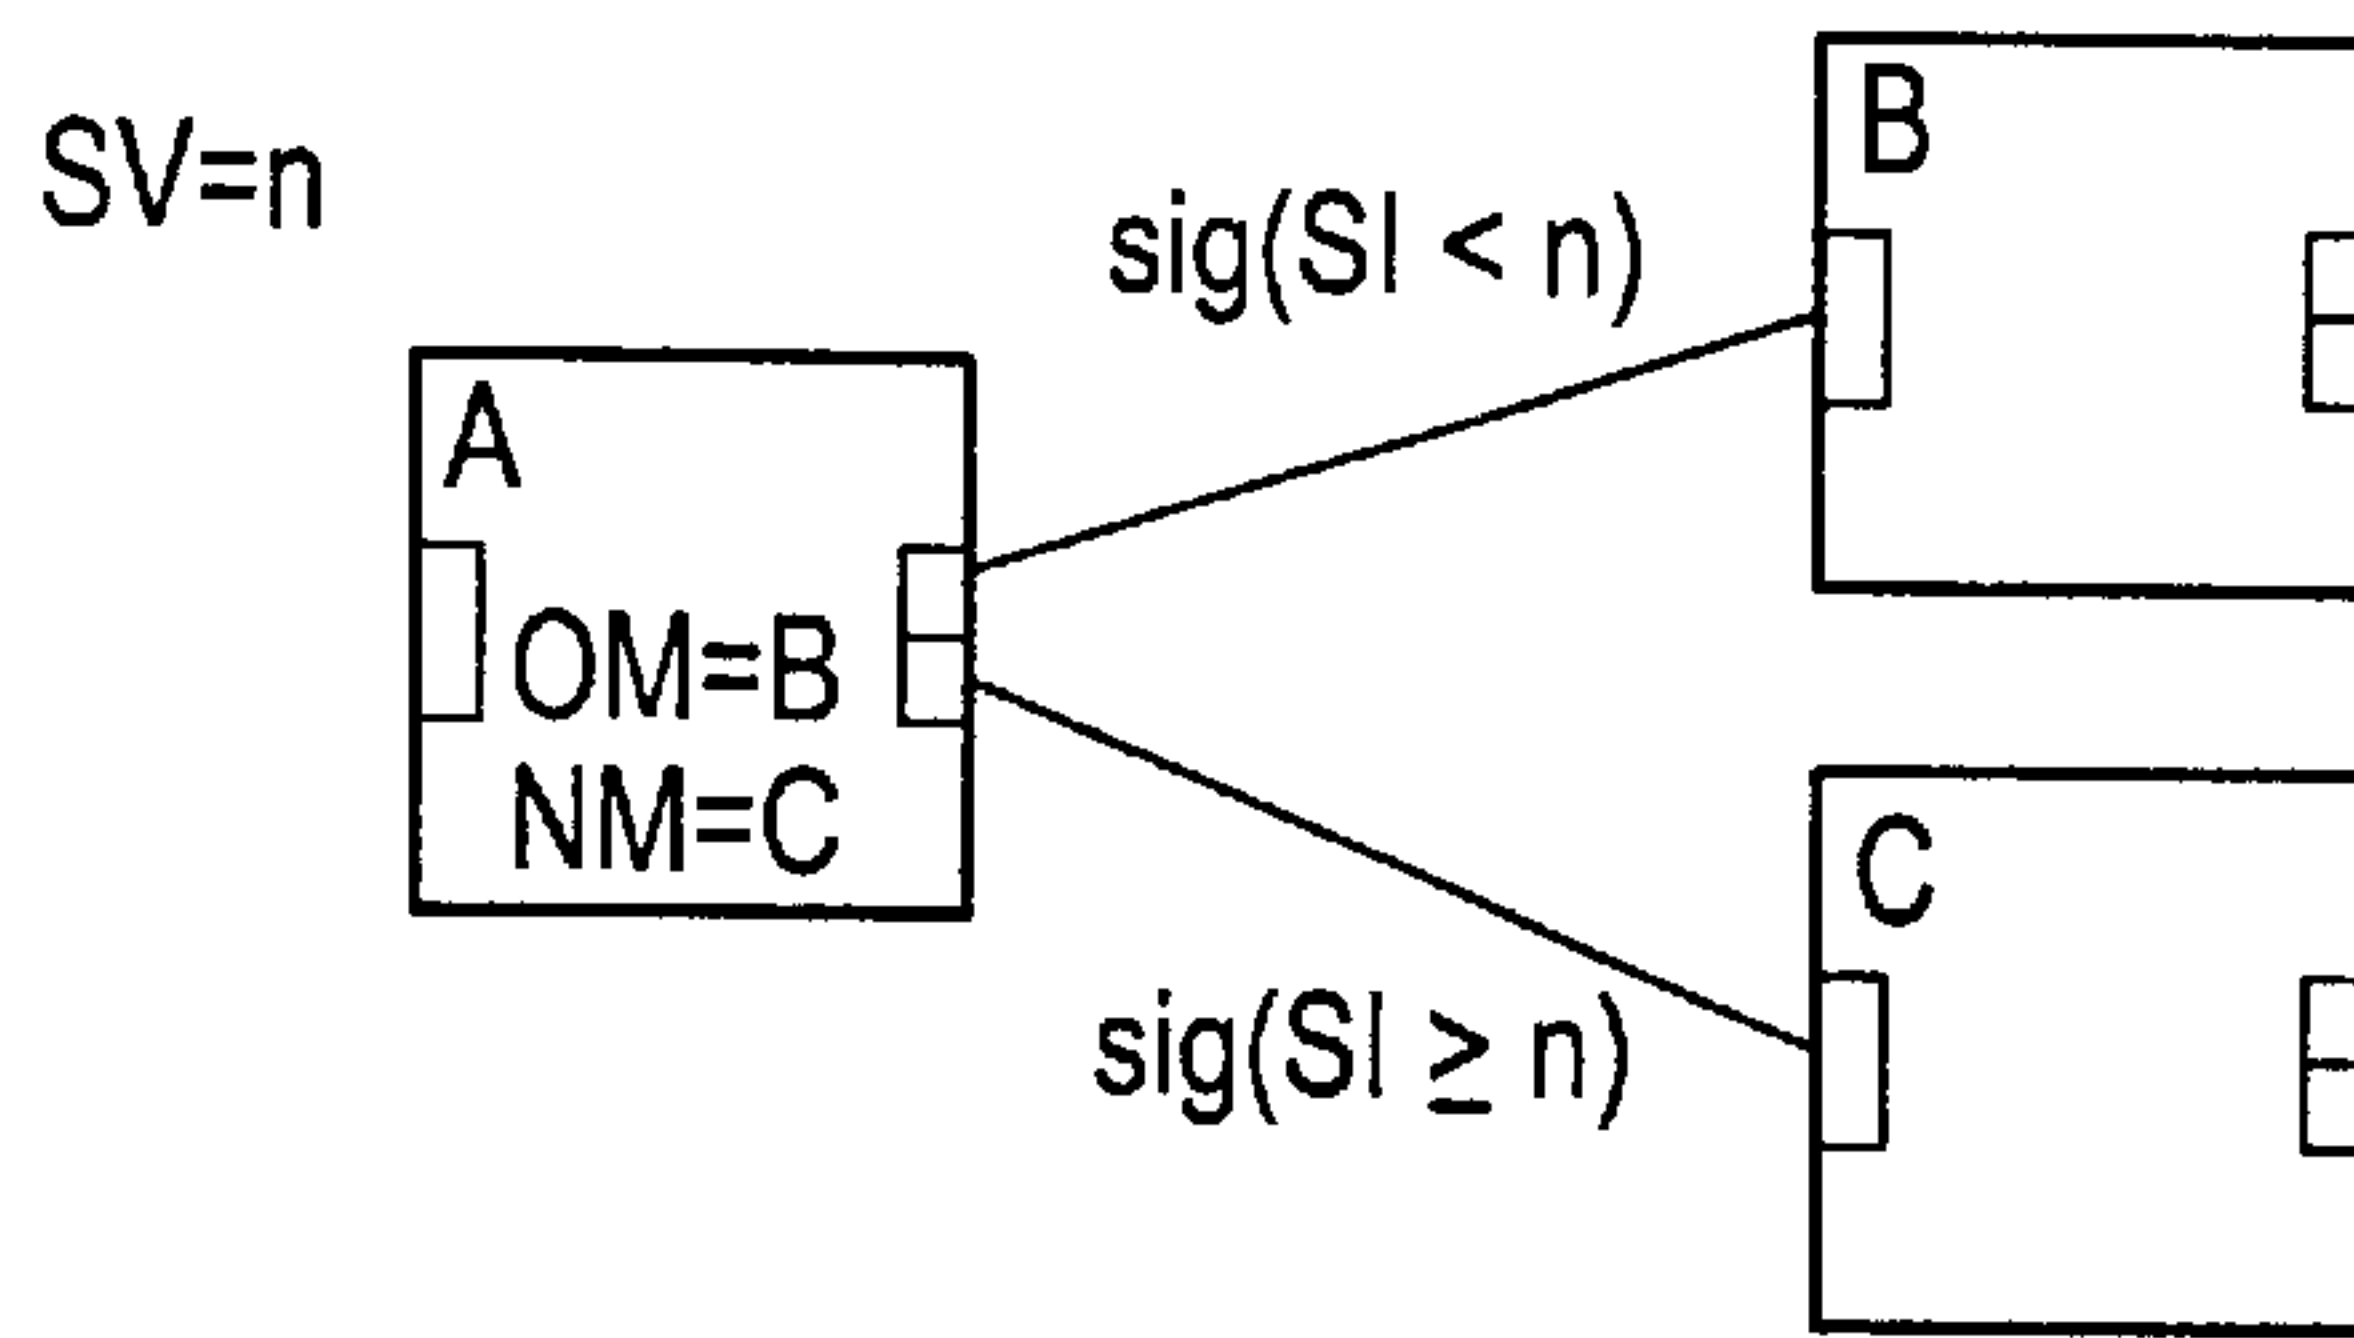 SV=n
B
sig(SI < n)
A
OM=B
NM=C
C
sig(SI ≥ n)